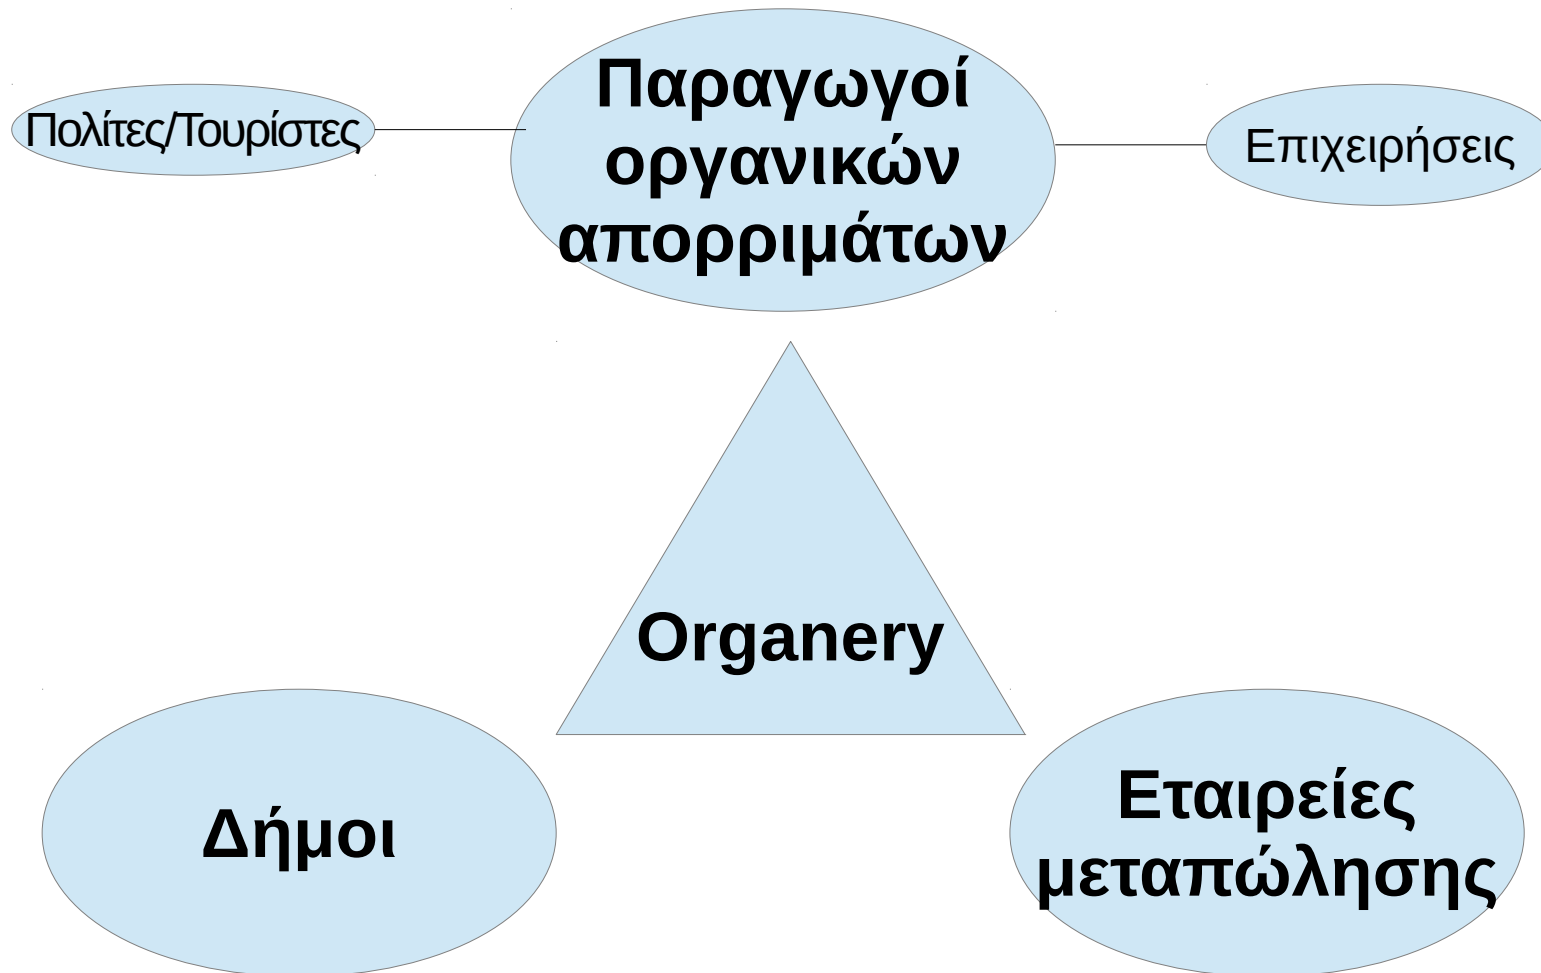 Παραγωγοί
οργανικών
απορριμάτων
Πολίτες/Τουρίστες
Επιχειρήσεις
Organery
Δήμοι
Εταιρείες
μεταπώλησης